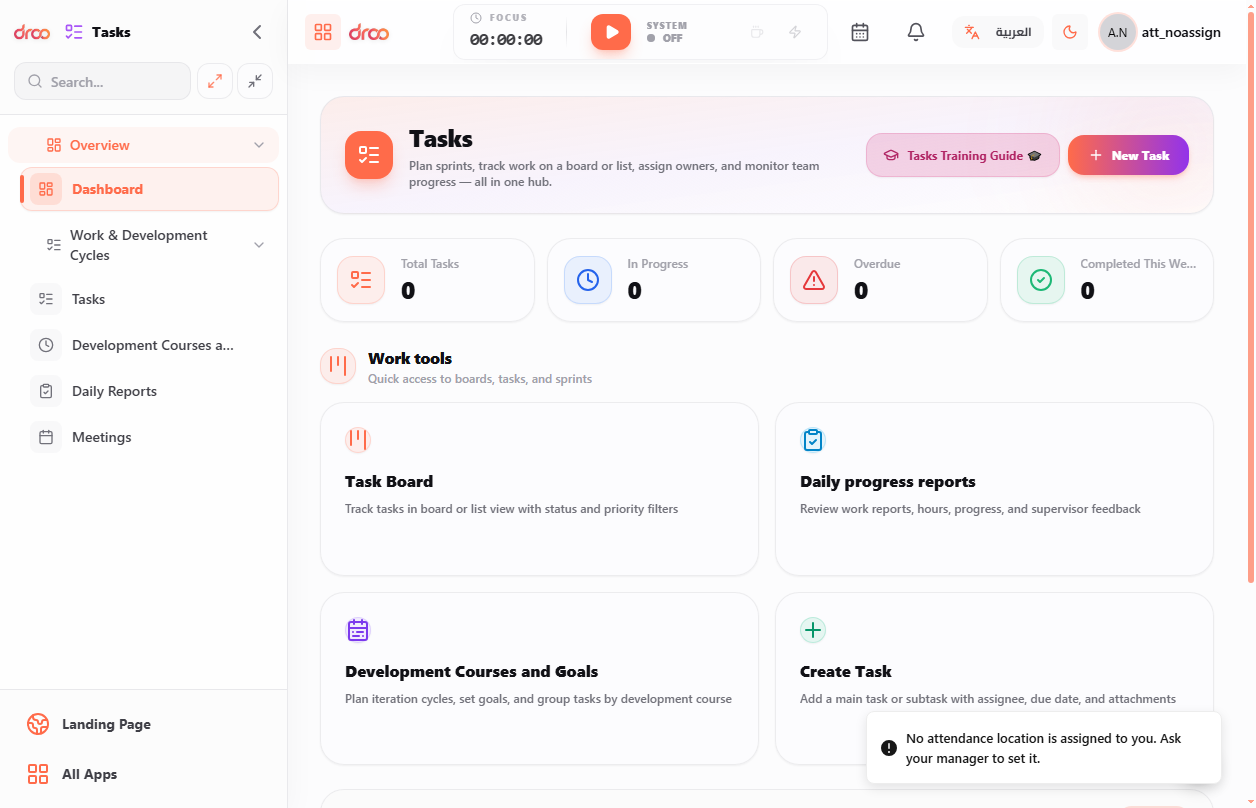 droo
Tasks
Search...
Overview
Dashboard
Work & Development
Cycles
Tasks
Development Courses a...
Daily Reports
Meetings
Landing Page
All Apps
droo
FOCUS
00:00:00
SYSTEM
OFF
العربية
A.N
att_noassign
Tasks
Plan sprints, track work on a board or list, assign owners, and monitor team
progress — all in one hub.
Tasks Training Guide 🎓
New Task
Total Tasks
0
In Progress
0
Overdue
0
Completed This We...
0
Work tools
Quick access to boards, tasks, and sprints
Task Board
Track tasks in board or list view with status and priority filters
Daily progress reports
Review work reports, hours, progress, and supervisor feedback
Development Courses and Goals
Plan iteration cycles, set goals, and group tasks by development course
Create Task
Add a main task or subtask with assignee, due date, and attachments
No attendance location is assigned to you. Ask
your manager to set it.